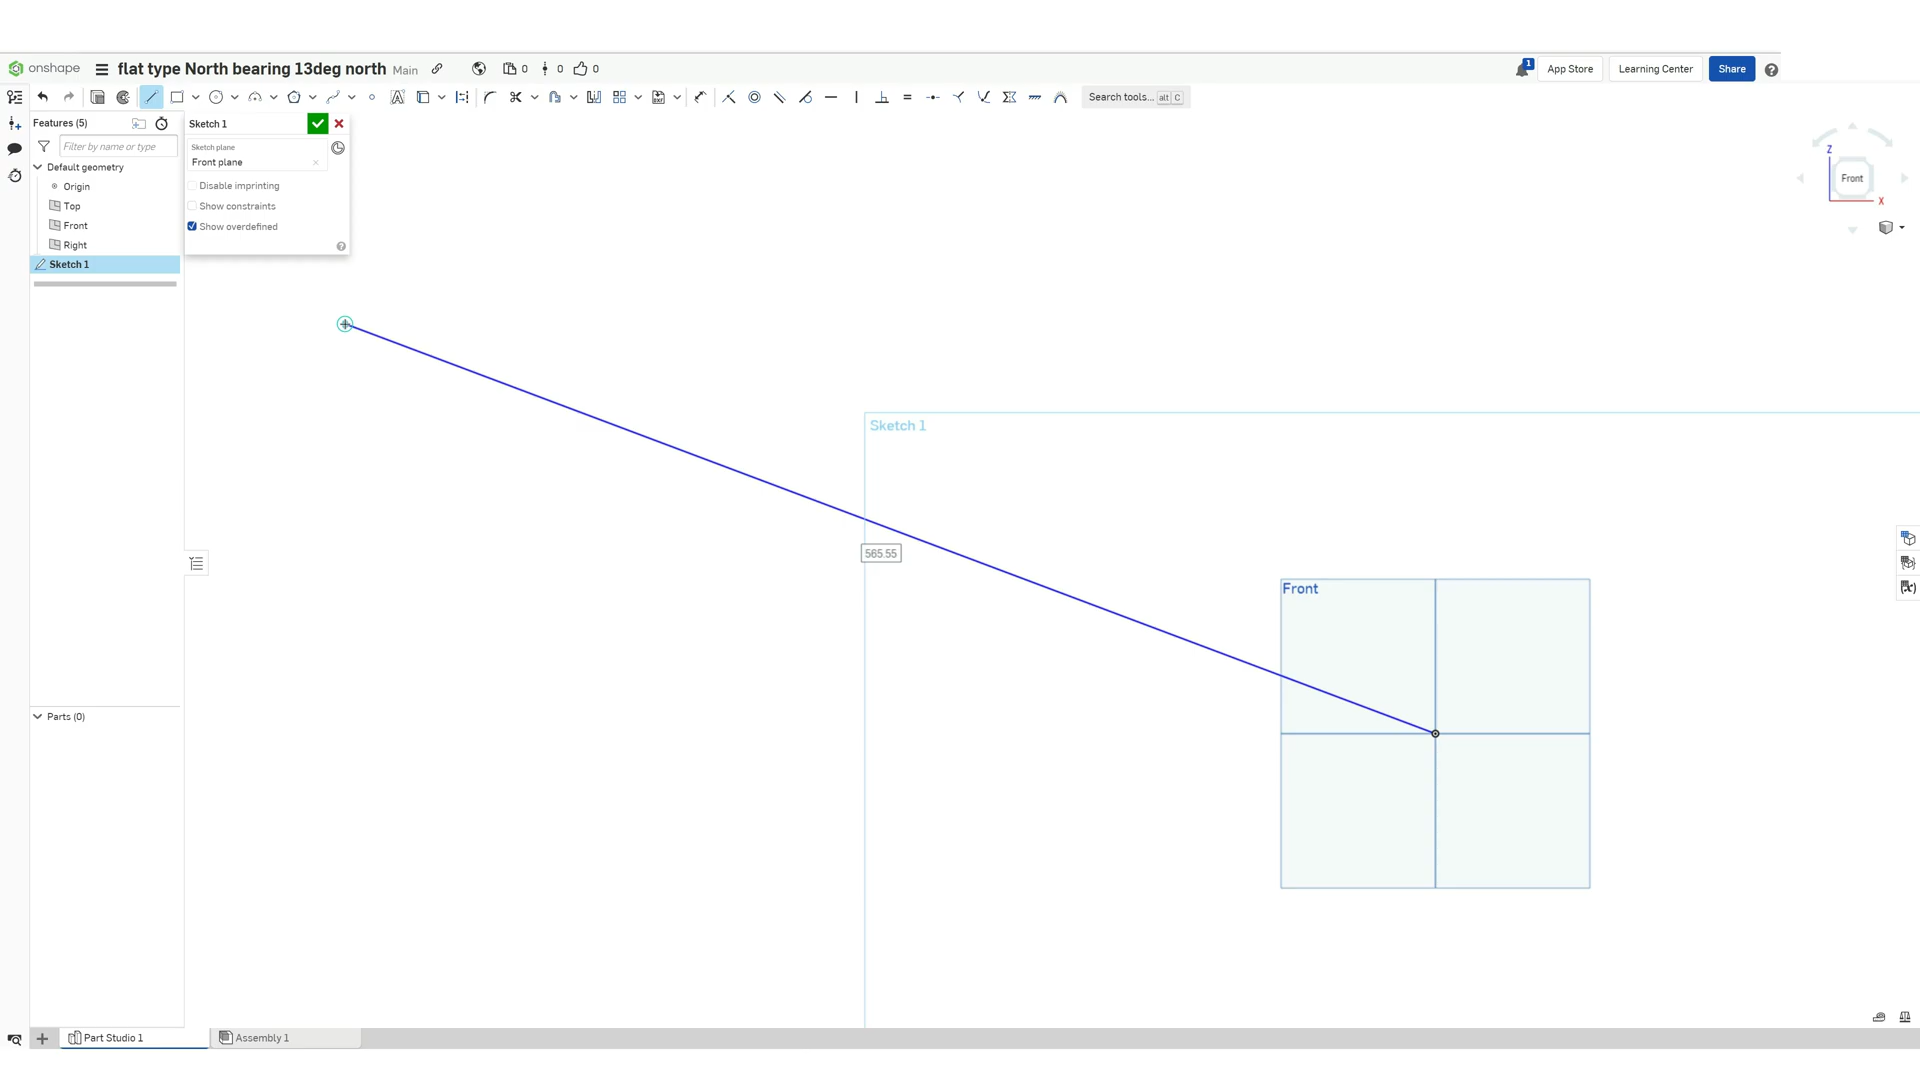 onshape flat type North bearing 13deg north Main 0 0 0 1 App Store Learning Center Share
Search tools... alt C
Features (5)
Filter by name or type
Default geometry
Origin
Top
Front
Right
Sketch 1
Sketch 1
Sketch plane
Front plane
Disable imprinting
Show constraints
Show overdefined
Z
Front
X
Sketch 1
565.55
Front
Parts (0)
Part Studio 1
Assembly 1